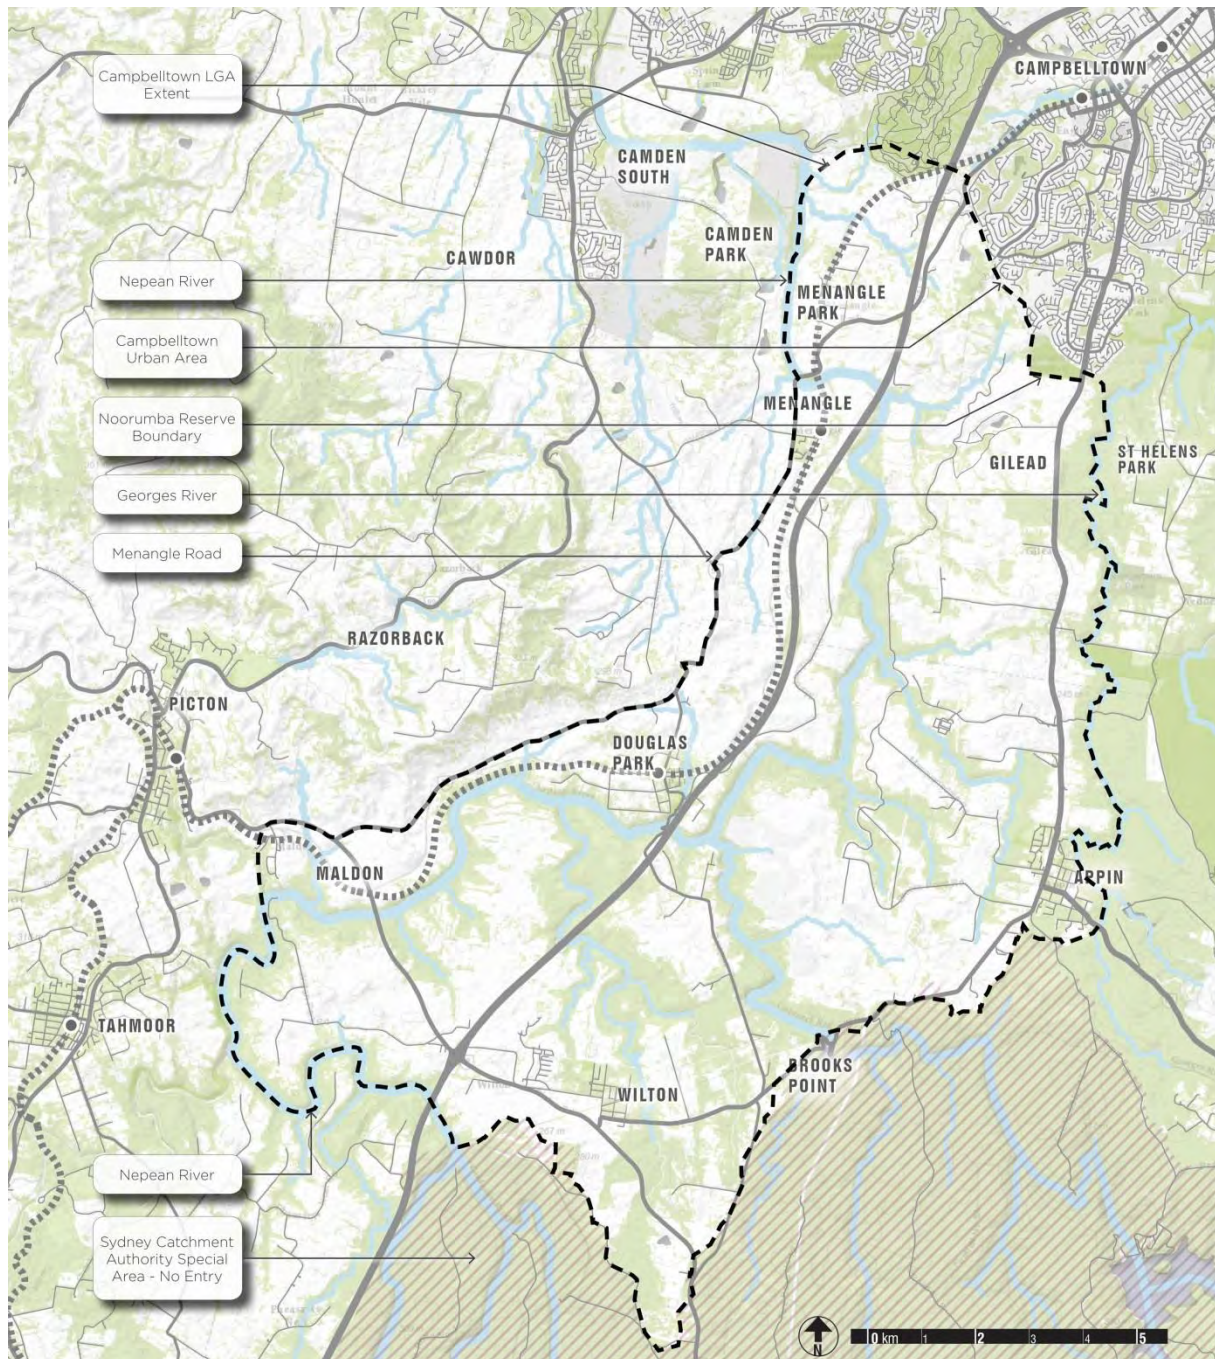 CAMPBELLTOWN
Campbelltown LGA
Extent
CAMDEN
SOUTH
CAMDEN
PARK
CAWDOR
Nepean River
MENANGLE
PARK
Campbelltown
Urban Area
Noorumba Reserve
Boundary
MENANGLE
GILEAD
ST HELENS
PARK
Georges River
Menangle Road
RAZORBACK
PICTON
DOUGLAS
PARK
MALDON
APPIN
TAHMOOR
BROOKS
POINT
WILTON
Nepean River
Sydney Catchment
Authority Special
Area - No Entry
N
0 km 1 2 3 4 5